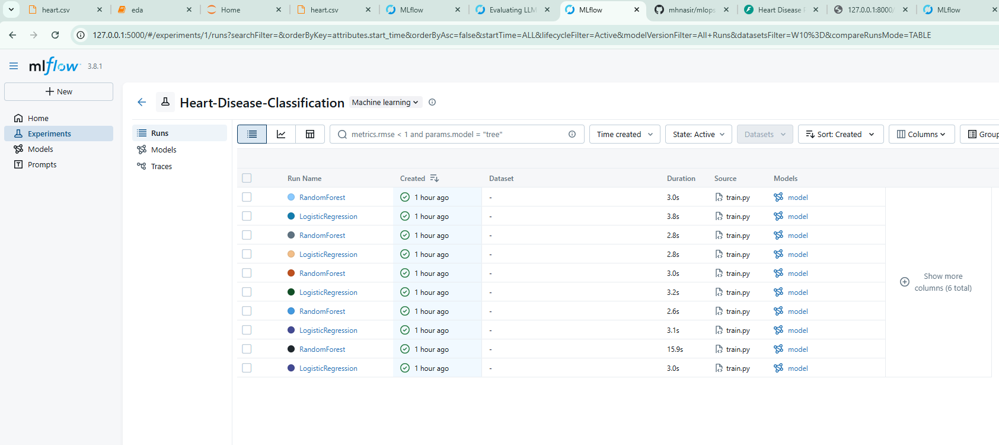 heart.csv
eda
Home
heart.csv
MLflow
Evaluating LLM
MLflow
mhnasir/mlops
Heart Disease
127.0.0.1:8000/
MLflow
127.0.0.1:5000/#/experiments/1/runs?searchFilter=&orderByKey=attributes.start_time&orderByAsc=false&startTime=ALL&lifecycleFilter=Active&modelVersionFilter=All+Runs&datasetsFilter=W10%3D&compareRunsMode=TABLE
mlflow 3.8.1
New
Home
Experiments
Models
Prompts
Heart-Disease-Classification Machine learning
Runs
Models
Traces
metrics.rmse < 1 and params.model = "tree" Time created State: Active Datasets Sort: Created Columns Group
Run Name Created Dataset Duration Source Models
RandomForest 1 hour ago - 3.0s train.py model
LogisticRegression 1 hour ago - 3.8s train.py model
RandomForest 1 hour ago - 2.8s train.py model
LogisticRegression 1 hour ago - 2.8s train.py model
RandomForest 1 hour ago - 3.0s train.py model
LogisticRegression 1 hour ago - 3.2s train.py model
RandomForest 1 hour ago - 2.6s train.py model
LogisticRegression 1 hour ago - 3.1s train.py model
RandomForest 1 hour ago - 15.9s train.py model
LogisticRegression 1 hour ago - 3.0s train.py model
Show more
columns (6 total)